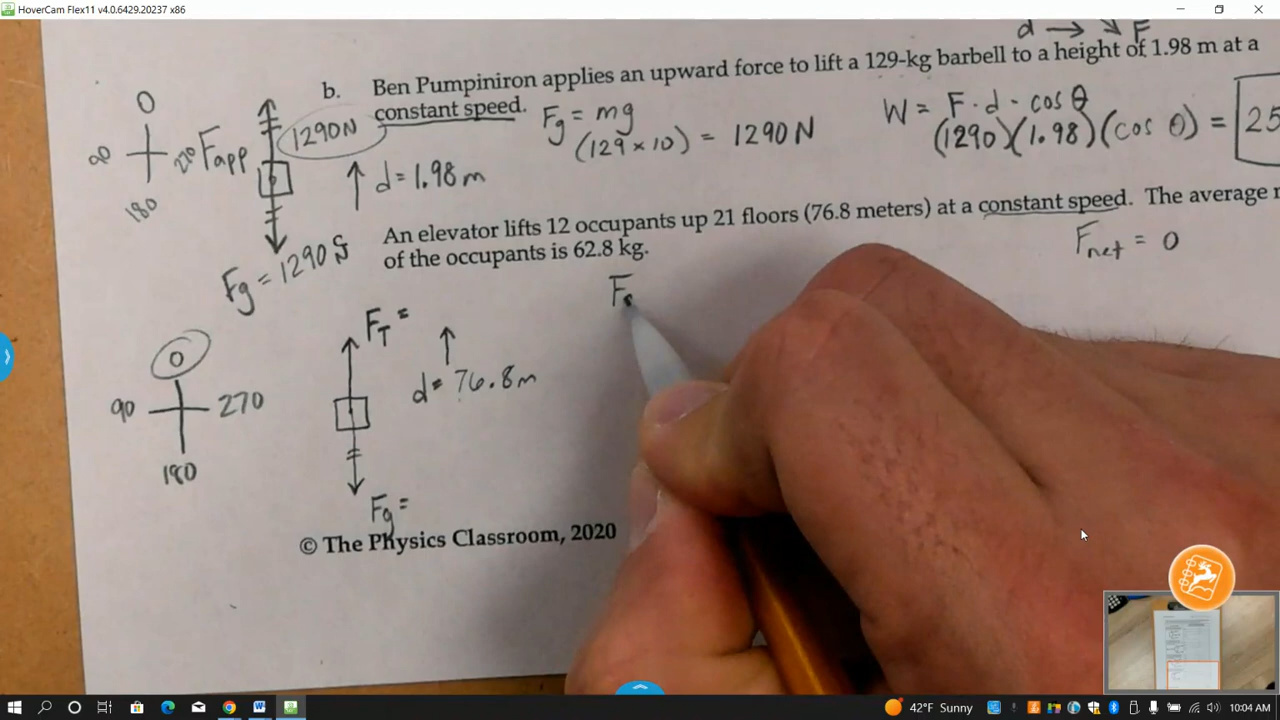 HoverCam Flex11 v4.0.6429.20237 x86
d → ↘ F
b. Ben Pumpiniron applies an upward force to lift a 129-kg barbell to a height of 1.98 m at a
constant speed.
Fg = mg
(129 × 10) = 1290 N
W = F · d · cos θ
(1290)(1.98)(cos 0) = 25
0
90
270
180
Fapp
1290N
↑ d = 1.98 m
Fg = 1290
An elevator lifts 12 occupants up 21 floors (76.8 meters) at a constant speed. The average
of the occupants is 62.8 kg.
Fnet = 0
F
0
90
270
180
FT =
d = 76.8 m
Fg =
© The Physics Classroom, 2020
42°F Sunny
10:04 AM